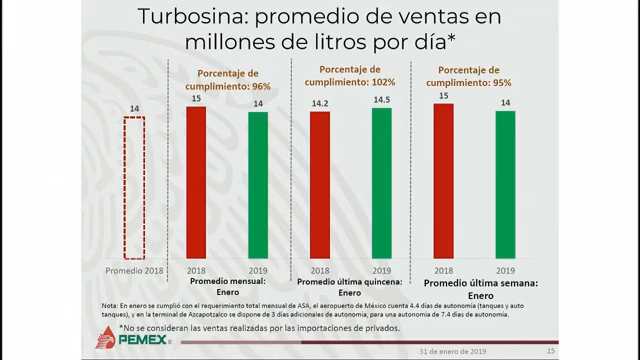 Turbosina: promedio de ventas en
millones de litros por día*
Porcentaje de
cumplimiento: 96%
Porcentaje de
cumplimiento: 102%
Porcentaje de
cumplimiento: 95%
14
15
14
14.2
14.5
15
14
Promedio 2018
2018
2019
2018
2019
2018
2019
Promedio mensual:
Enero
Promedio última quincena:
Enero
Promedio última semana:
Enero
Nota: En enero se cumplió con el requerimiento total mensual de ASA, el aeropuerto de México cuenta 4.4 días de autonomía (tanques y auto
tanques), y en la terminal de Azcapotzalco se dispone de 3 días adicionales de autonomía, para una autonomía de 7.4 días de autonomía.
*No se consideran las ventas realizadas por las importaciones de privados.
PEMEX
31 de enero de 2019
15